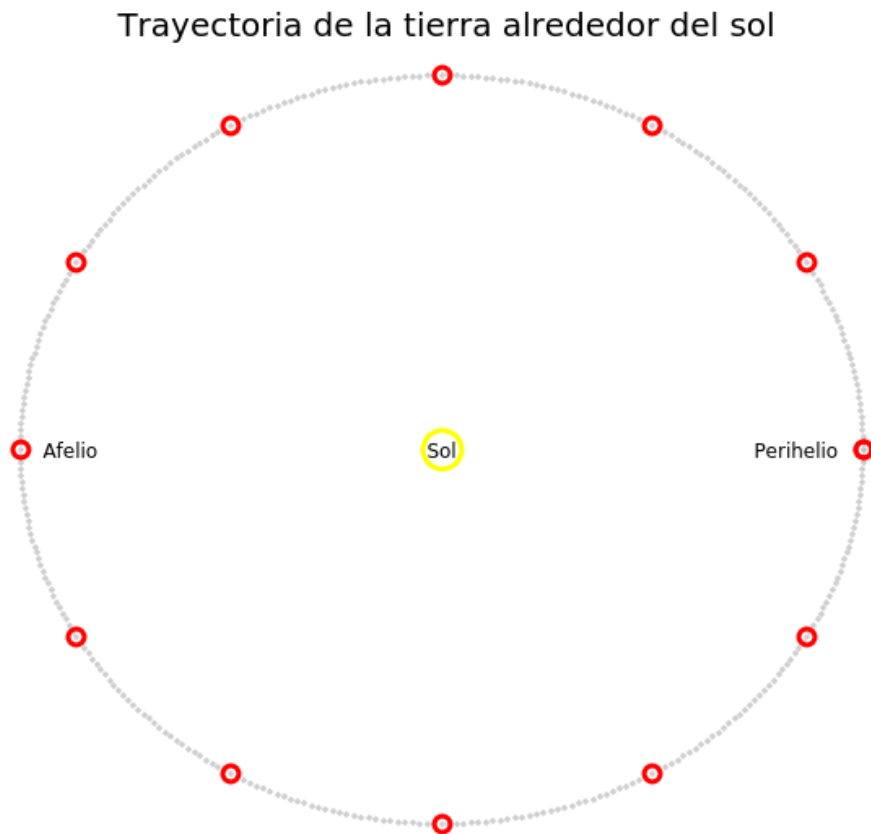 Trayectoria de la tierra alrededor del sol
Afelio
Sol
Perihelio